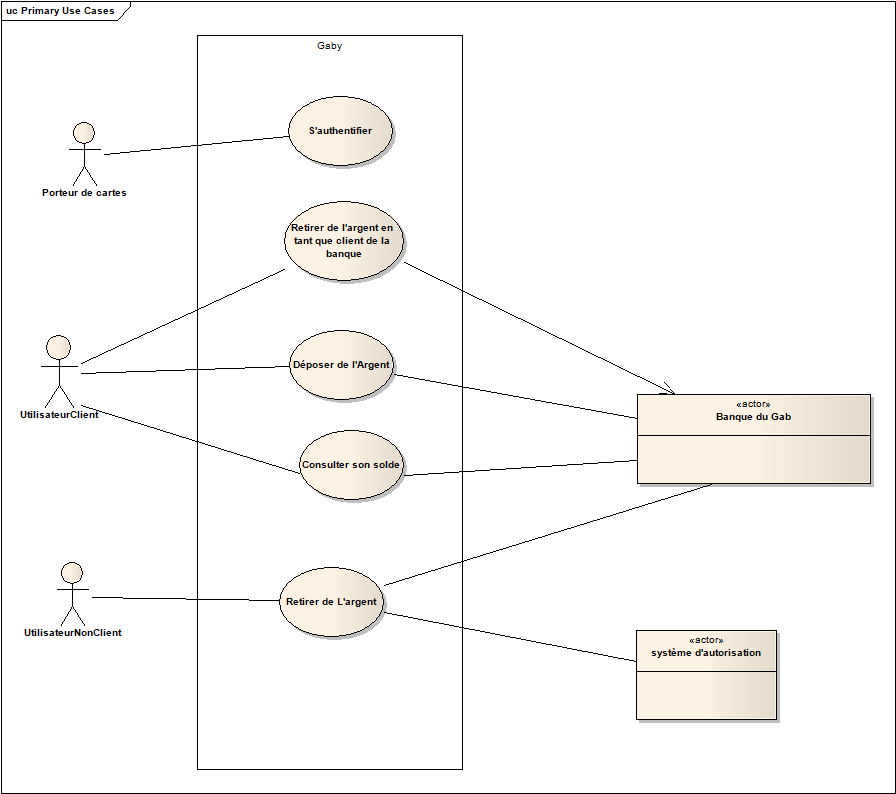 uc Primary Use Cases
Gaby
S'authentifier
Porteur de cartes
Retirer de l'argent en
tant que client de la
banque
Déposer de l'Argent
UtilisateurClient
«actor»
Banque du Gab
Consulter son solde
Retirer de L'argent
UtilisateurNonClient
«actor»
système d'autorisation